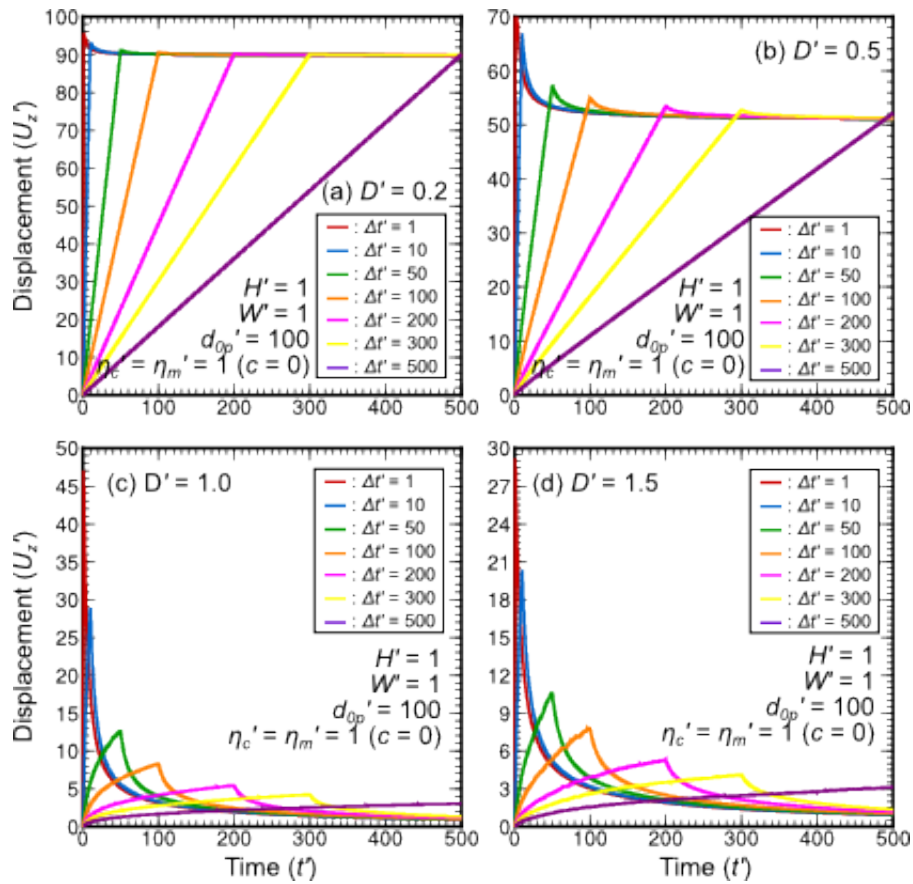 100
90
80
70
60
50
40
30
20
10
0
Displacement (Uz')
0 100 200 300 400 500
(a) D' = 0.2
: Δt' = 1
: Δt' = 10
: Δt' = 50
: Δt' = 100
: Δt' = 200
: Δt' = 300
: Δt' = 500
H' = 1
W' = 1
d0p' = 100
ηc' = ηm' = 1 (c = 0)
70
60
50
40
30
20
10
0
0 100 200 300 400 500
(b) D' = 0.5
: Δt' = 1
: Δt' = 10
: Δt' = 50
: Δt' = 100
: Δt' = 200
: Δt' = 300
: Δt' = 500
H' = 1
W' = 1
d0p' = 100
ηc' = ηm' = 1 (c = 0)
50
45
40
35
30
25
20
15
10
5
0
Displacement (Uz')
(c) D' = 1.0
: Δt' = 1
: Δt' = 10
: Δt' = 50
: Δt' = 100
: Δt' = 200
: Δt' = 300
: Δt' = 500
H' = 1
W' = 1
d0p' = 100
ηc' = ηm' = 1 (c = 0)
0 100 200 300 400 500
Time (t')
30
27
24
21
18
15
12
9
6
3
0
(d) D' = 1.5
: Δt' = 1
: Δt' = 10
: Δt' = 50
: Δt' = 100
: Δt' = 200
: Δt' = 300
: Δt' = 500
H' = 1
W' = 1
d0p' = 100
ηc' = ηm' = 1 (c = 0)
0 100 200 300 400 500
Time (t')